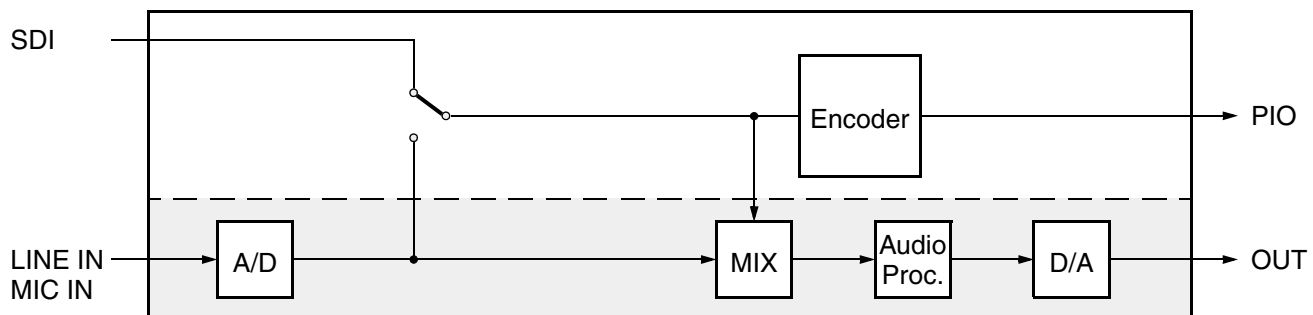 SDI
Encoder
PIO
LINE IN
MIC IN
A/D
MIX
Audio
Proc.
D/A
OUT